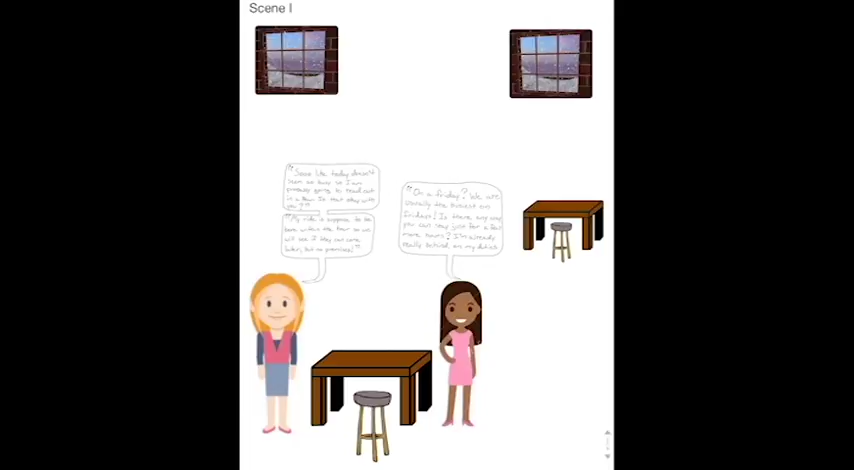 Scene I
"Seems like today doesn't
seem so busy so I'm
probably going to head out
in a hour. Is that okay with
you?"
"My ride is suppose to be
here within the hour so we
will see if they can come
later, but no promises!"
"On a friday? We are
usually the busiest on
fridays! Is there any way
you can stay just for a few
more hours? I'm already
really behind on my duties